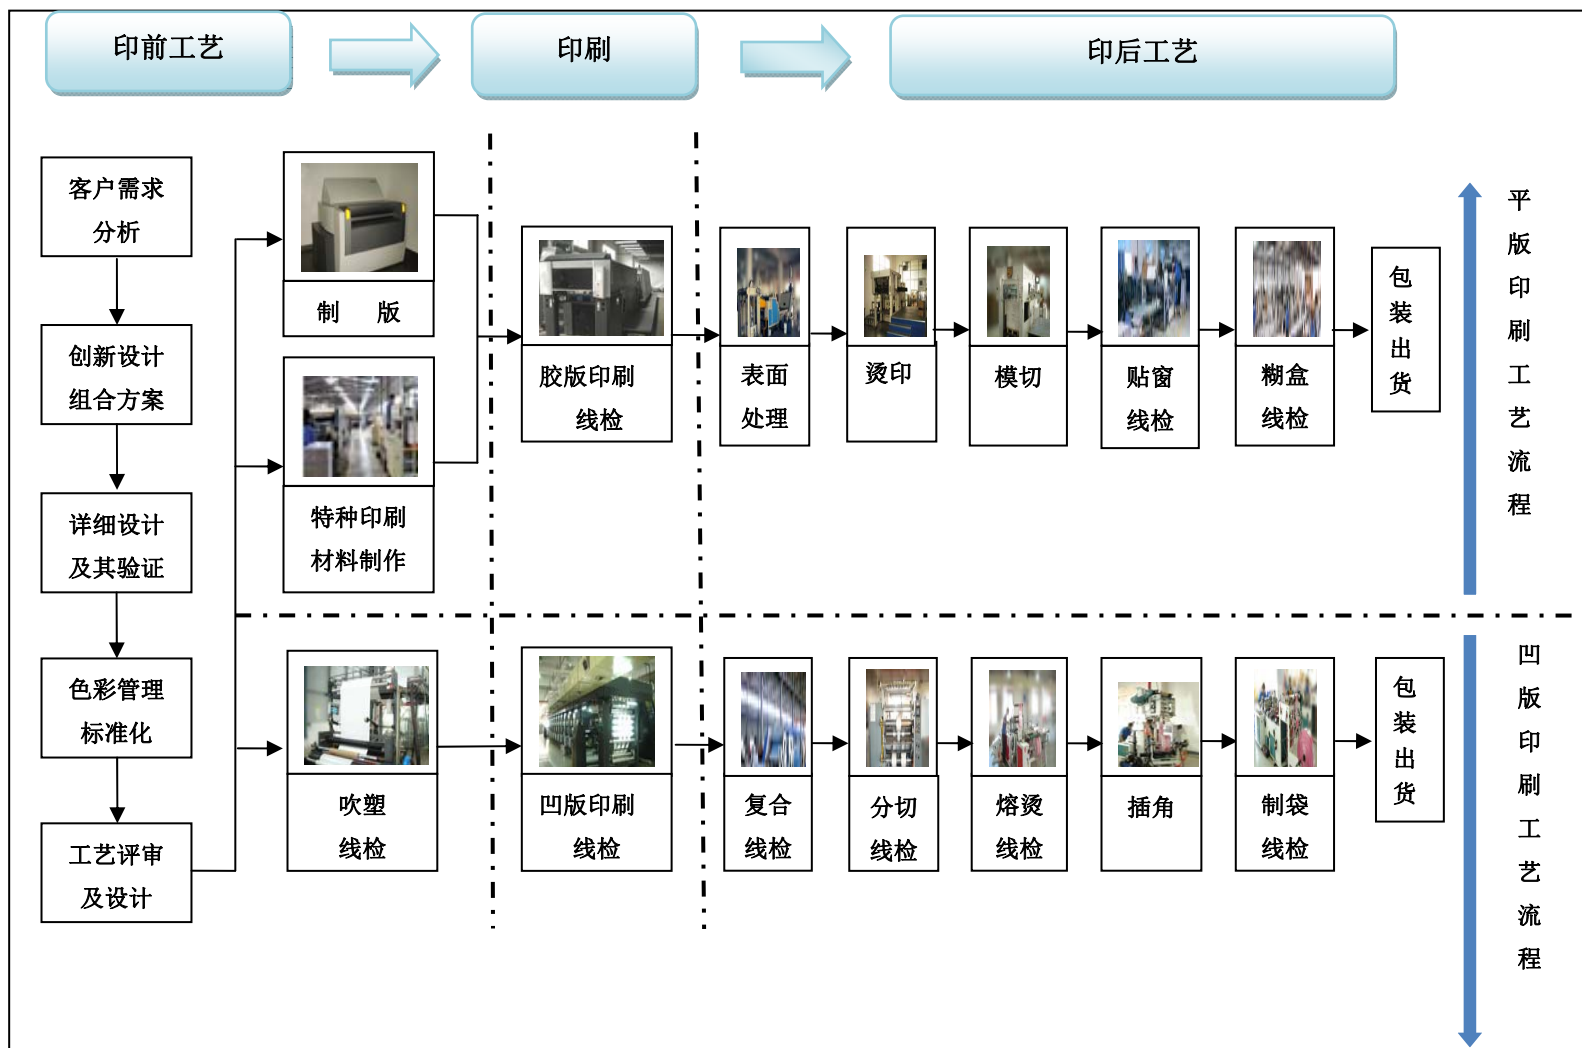 印前工艺
印刷
印后工艺
客户需求
分析
创新设计
组合方案
详细设计
及其验证
色彩管理
标准化
工艺评审
及设计
制 版
特种印刷
材料制作
胶版印刷
线检
表面
处理
烫印
模切
贴窗
线检
糊盒
线检
包
装
出
货
平
版
印
刷
工
艺
流
程
吹塑
线检
凹版印刷
线检
复合
线检
分切
线检
熔烫
线检
插角
制袋
线检
包
装
出
货
凹
版
印
刷
工
艺
流
程